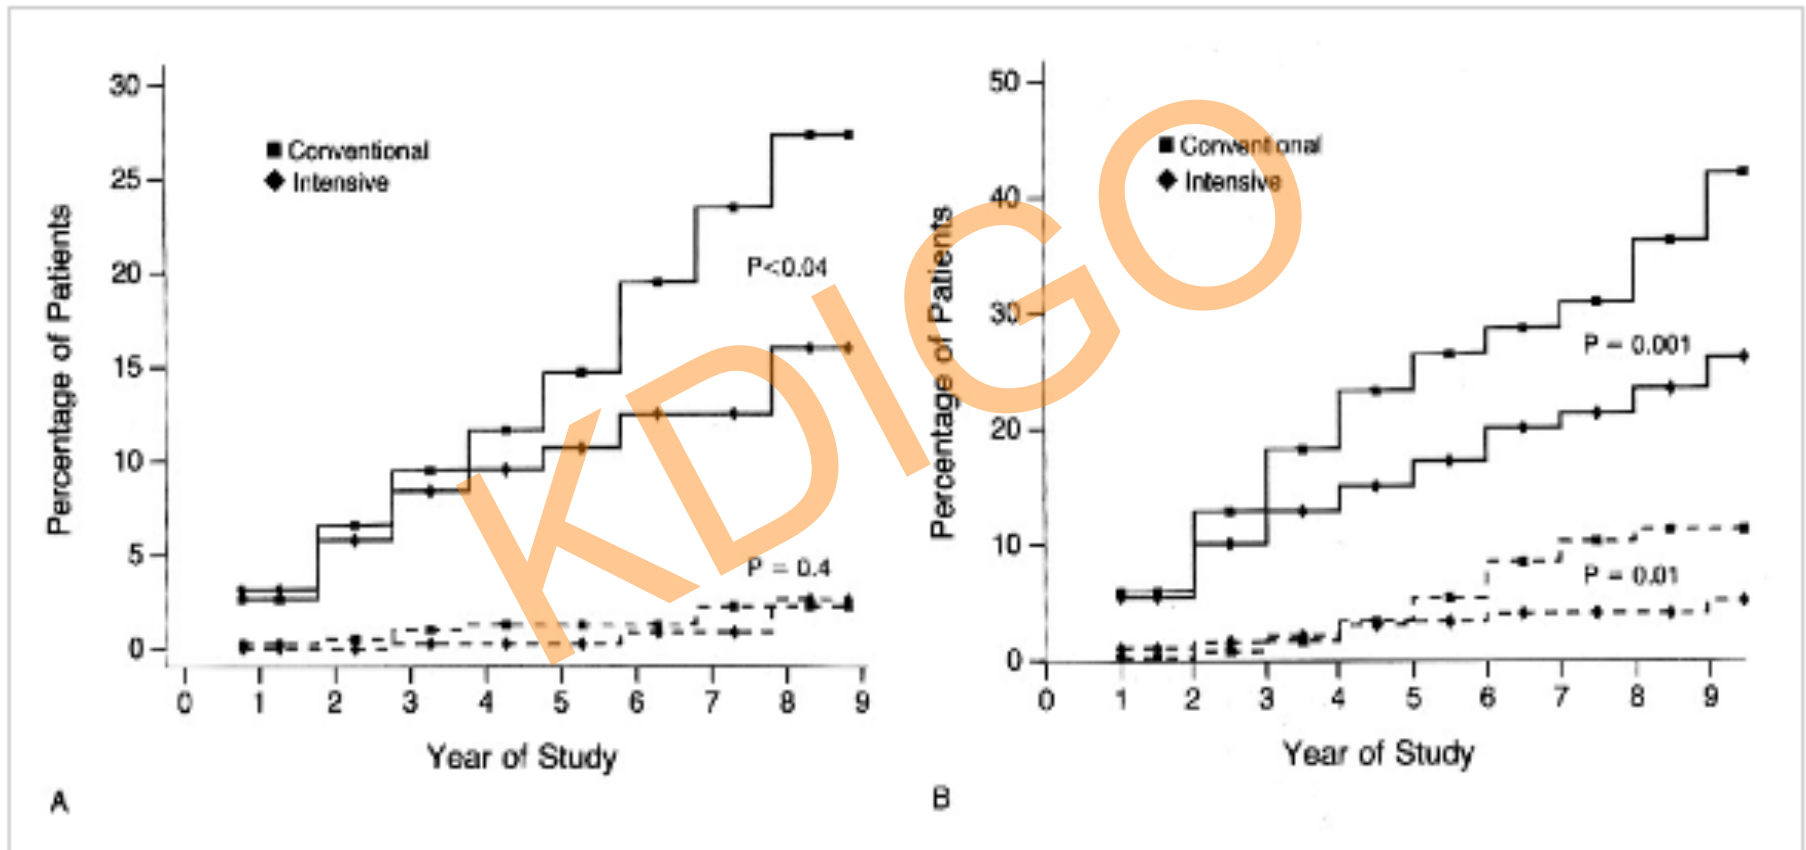 30
25
20
15
10
5
0
Percentage of Patients
Conventional
Intensive
P<0.04
P = 0.4
0 1 2 3 4 5 6 7 8 9
Year of Study
A
50
40
30
20
10
0
Percentage of Patients
Conventional
Intensive
P = 0.001
P = 0.01
0 1 2 3 4 5 6 7 8 9
Year of Study
B
KDIGO